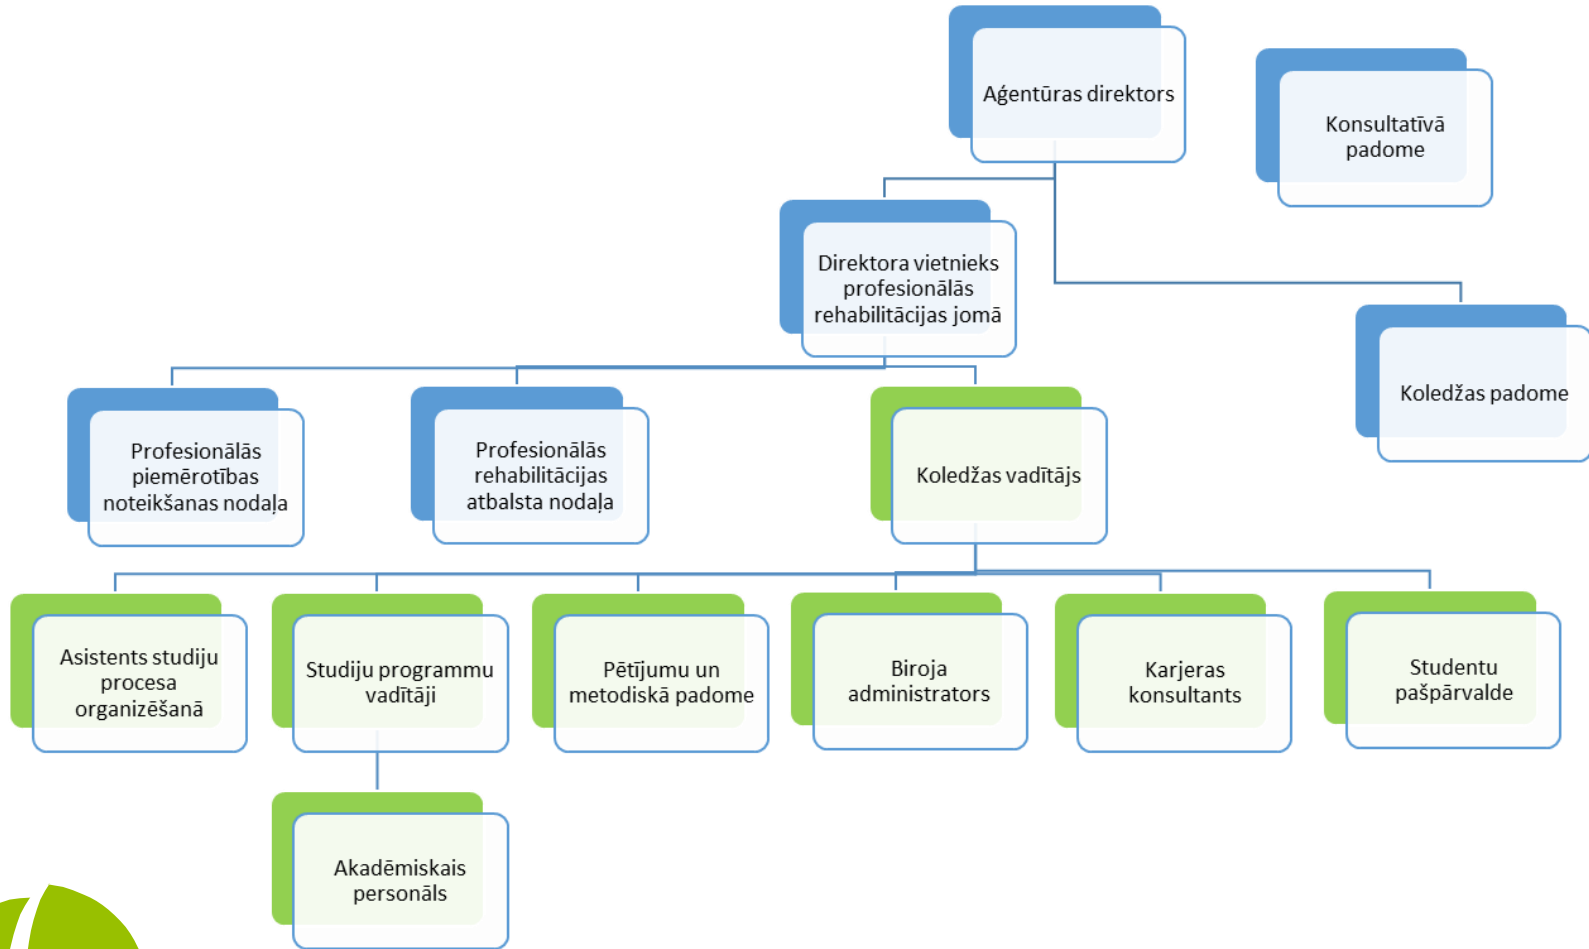 Aģentūras direktors
Konsultatīvā
padome
Direktora vietnieks
profesionālās
rehabilitācijas jomā
Koledžas padome
Profesionālās
piemērotības
noteikšanas nodaļa
Profesionālās
rehabilitācijas
atbalsta nodaļa
Koledžas vadītājs
Asistents studiju
procesa
organizēšanā
Studiju programmu
vadītāji
Pētījumu un
metodiskā padome
Biroja
administrators
Karjeras
konsultants
Studentu
pašpārvalde
Akadēmiskais
personāls